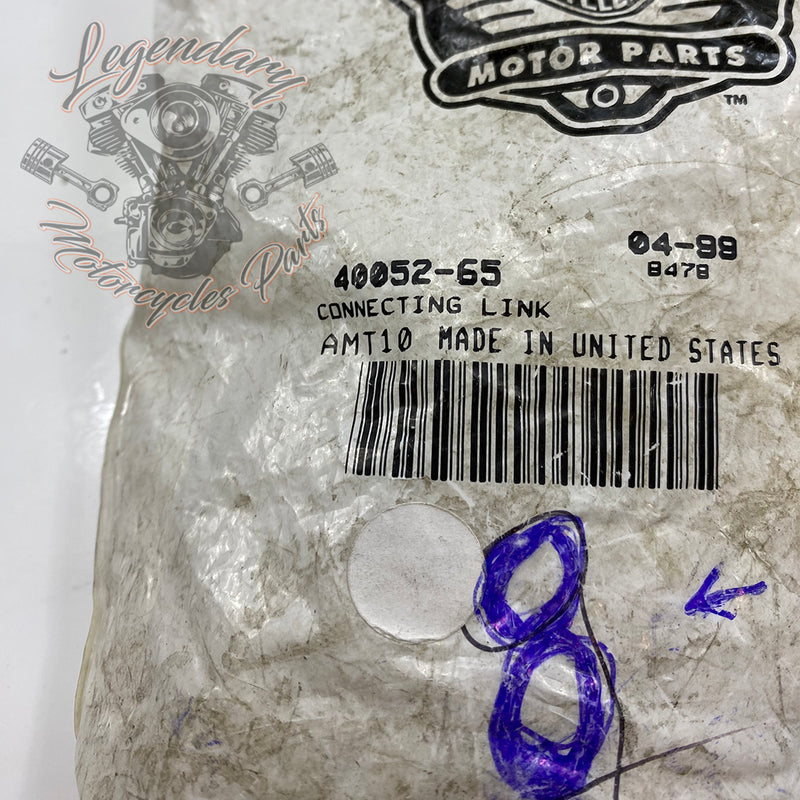 Legendary
Motorcycles Parts
MOTOR PARTS
TM
04-99
40052-65
8478
CONNECTING LINK
AMT10 MADE IN UNITED STATES
8